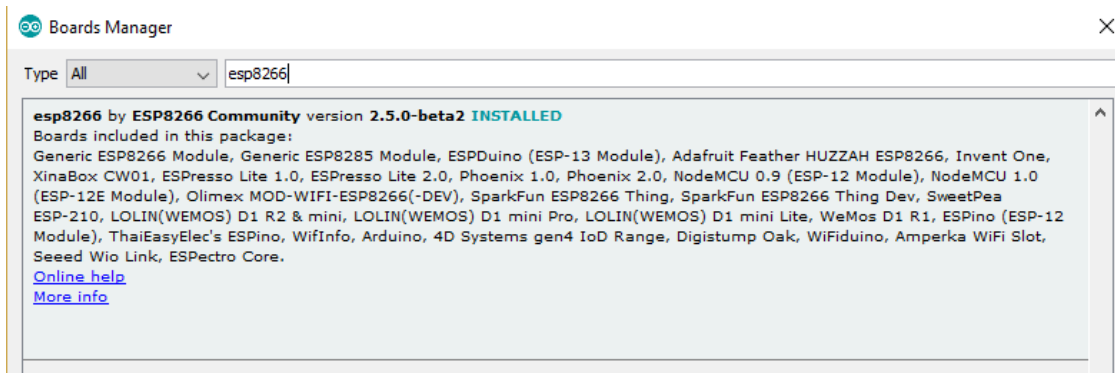 Boards Manager
Type All esp8266
esp8266 by ESP8266 Community version 2.5.0-beta2 INSTALLED
Boards included in this package:
Generic ESP8266 Module, Generic ESP8285 Module, ESPDuino (ESP-13 Module), Adafruit Feather HUZZAH ESP8266, Invent One,
XinaBox CW01, ESPresso Lite 1.0, ESPresso Lite 2.0, Phoenix 1.0, Phoenix 2.0, NodeMCU 0.9 (ESP-12 Module), NodeMCU 1.0
(ESP-12E Module), Olimex MOD-WIFI-ESP8266(-DEV), SparkFun ESP8266 Thing, SparkFun ESP8266 Thing Dev, SweetPea
ESP-210, LOLIN(WEMOS) D1 R2 & mini, LOLIN(WEMOS) D1 mini Pro, LOLIN(WEMOS) D1 mini Lite, WeMos D1 R1, ESPino (ESP-12
Module), ThaiEasyElec's ESPino, WifInfo, Arduino, 4D Systems gen4 IoD Range, Digistump Oak, WiFiduino, Amperka WiFi Slot,
Seeed Wio Link, ESPectro Core.
Online help
More info